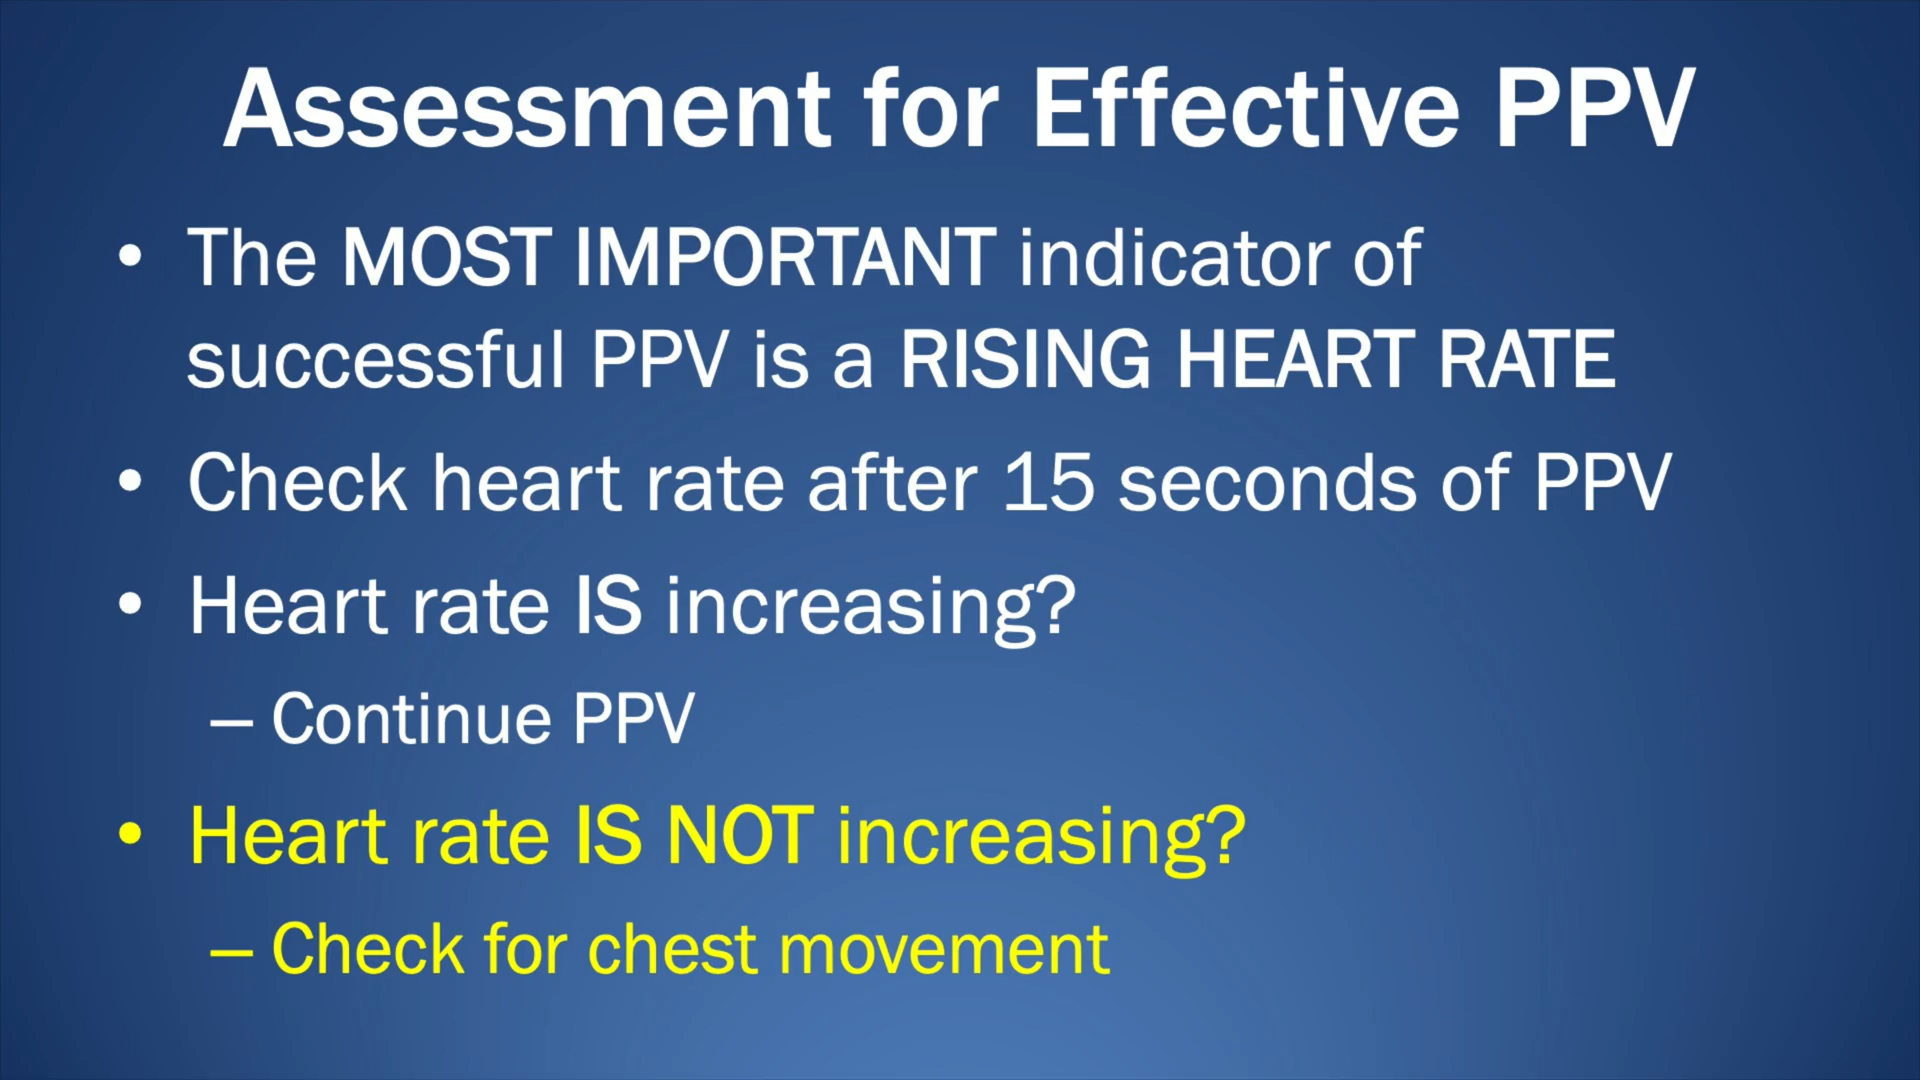 Assessment for Effective PPV
• The MOST IMPORTANT indicator of
successful PPV is a RISING HEART RATE
• Check heart rate after 15 seconds of PPV
• Heart rate IS increasing?
– Continue PPV
• Heart rate IS NOT increasing?
– Check for chest movement